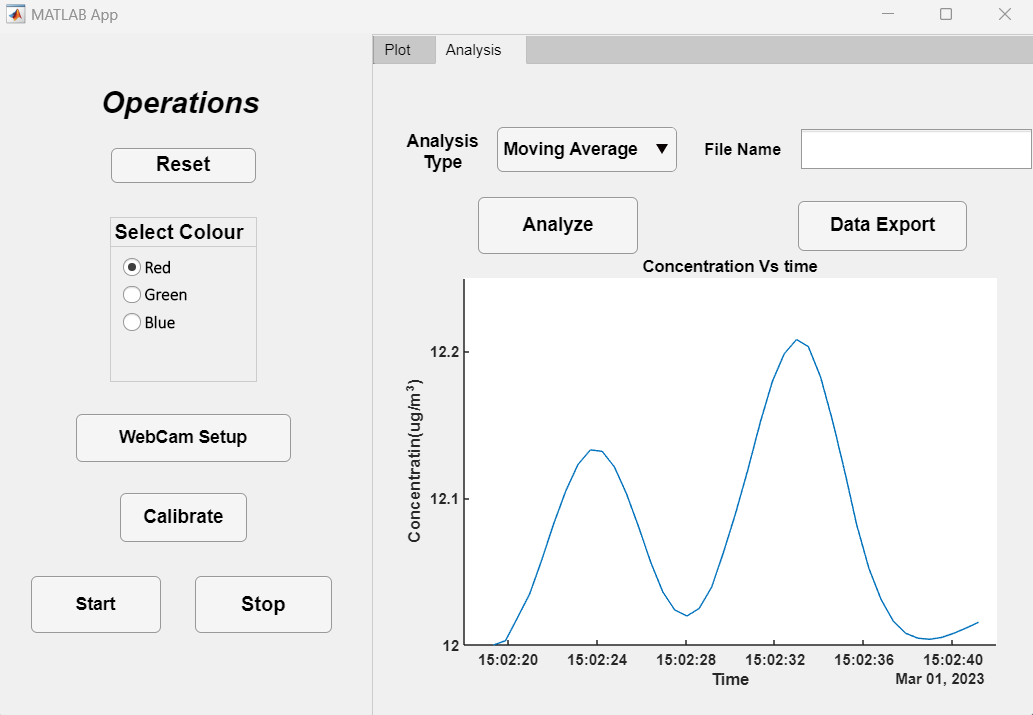 MATLAB App
Operations
Reset
Select Colour
Red
Green
Blue
WebCam Setup
Calibrate
Start
Stop
Plot
Analysis
Analysis
Type
Moving Average
File Name
Analyze
Data Export
Concentration Vs time
Concentratin(ug/m³)
12.2
12.1
12
15:02:20
15:02:24
15:02:28
15:02:32
15:02:36
15:02:40
Time
Mar 01, 2023